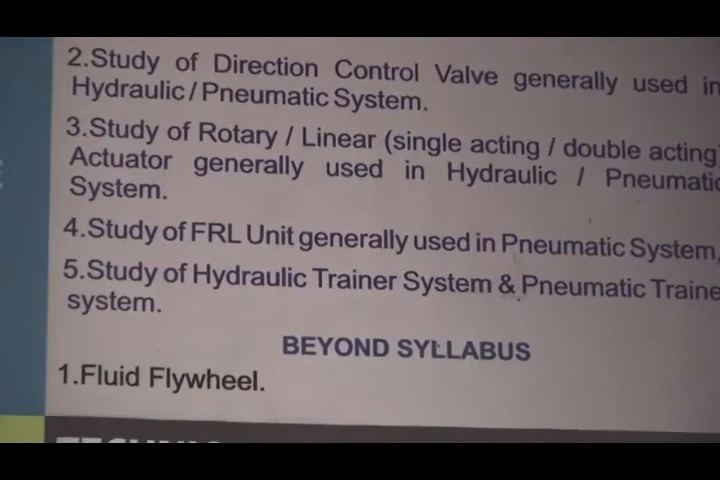 2.Study of Direction Control Valve generally used in
Hydraulic / Pneumatic System.
3.Study of Rotary / Linear (single acting / double acting)
Actuator generally used in Hydraulic / Pneumatic
System.
4.Study of FRL Unit generally used in Pneumatic System.
5.Study of Hydraulic Trainer System & Pneumatic Traine
system.
BEYOND SYLLABUS
1.Fluid Flywheel.